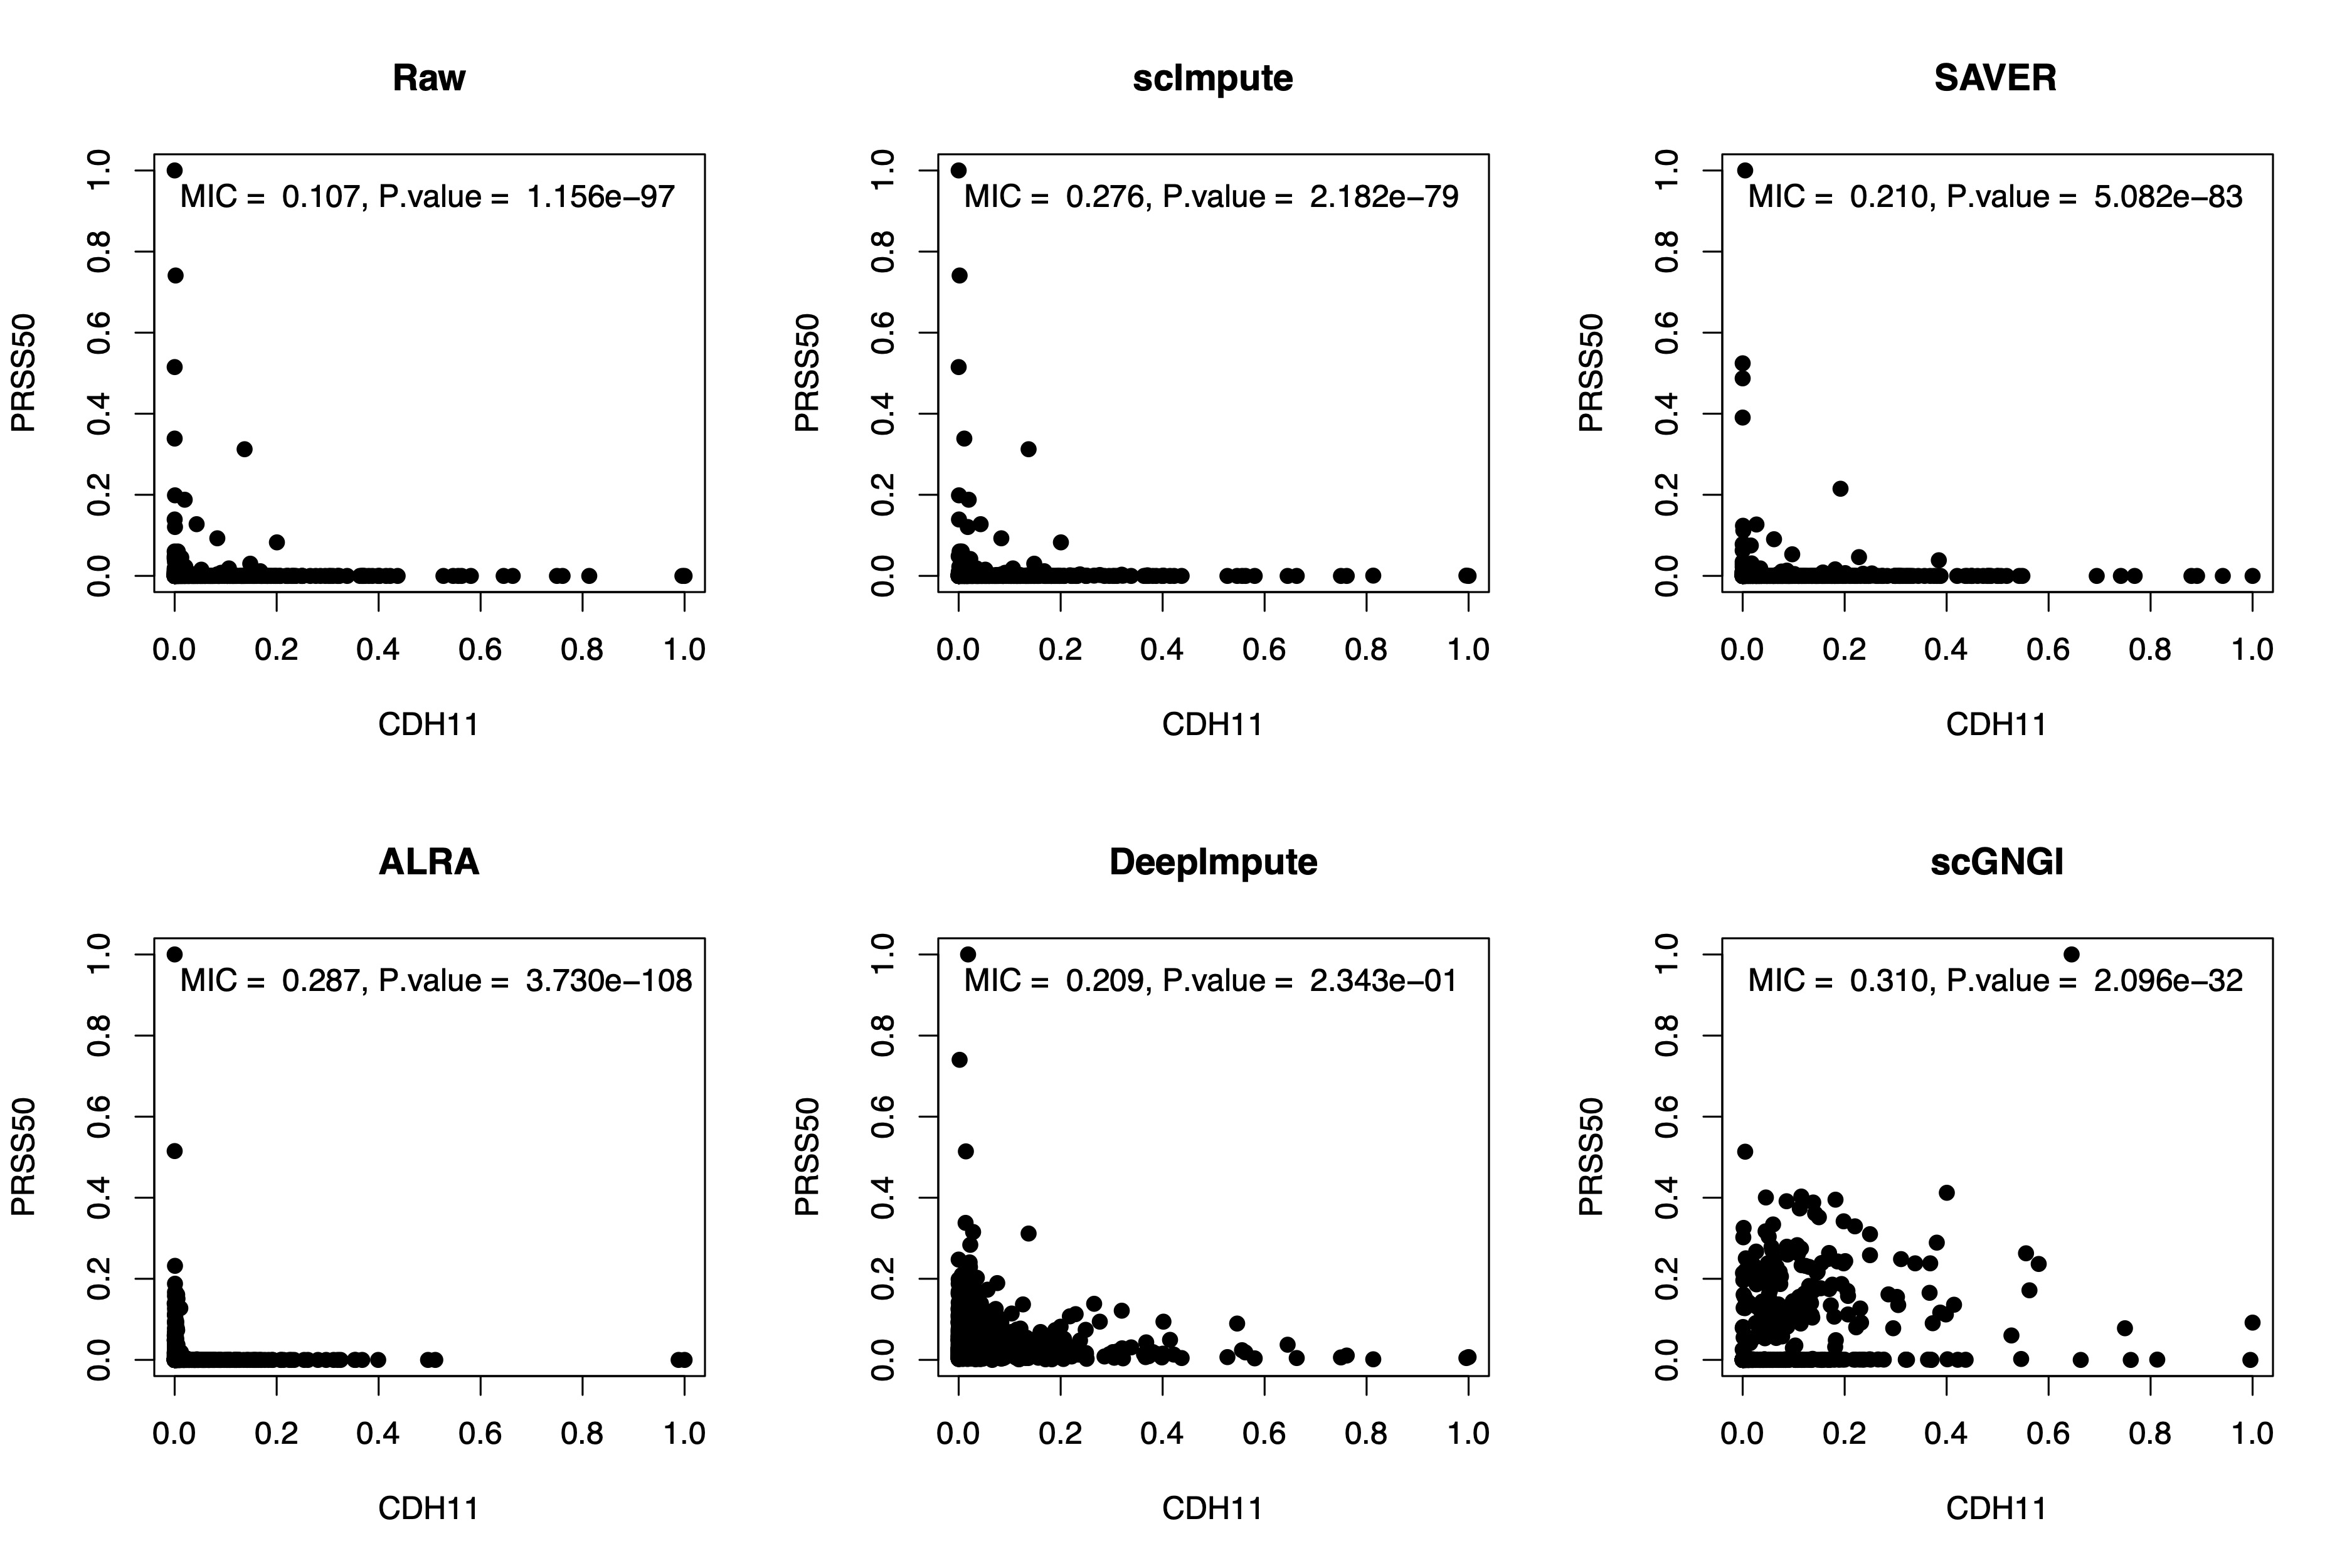 Raw
MIC = 0.107, P.value = 1.156e−97
PRSS50
0.0 0.2 0.4 0.6 0.8 1.0
0.0 0.2 0.4 0.6 0.8 1.0
CDH11
scImpute
MIC = 0.276, P.value = 2.182e−79
PRSS50
0.0 0.2 0.4 0.6 0.8 1.0
0.0 0.2 0.4 0.6 0.8 1.0
CDH11
SAVER
MIC = 0.210, P.value = 5.082e−83
PRSS50
0.0 0.2 0.4 0.6 0.8 1.0
0.0 0.2 0.4 0.6 0.8 1.0
CDH11
ALRA
MIC = 0.287, P.value = 3.730e−108
PRSS50
0.0 0.2 0.4 0.6 0.8 1.0
0.0 0.2 0.4 0.6 0.8 1.0
CDH11
DeepImpute
MIC = 0.209, P.value = 2.343e−01
PRSS50
0.0 0.2 0.4 0.6 0.8 1.0
0.0 0.2 0.4 0.6 0.8 1.0
CDH11
scGNGI
MIC = 0.310, P.value = 2.096e−32
PRSS50
0.0 0.2 0.4 0.6 0.8 1.0
0.0 0.2 0.4 0.6 0.8 1.0
CDH11